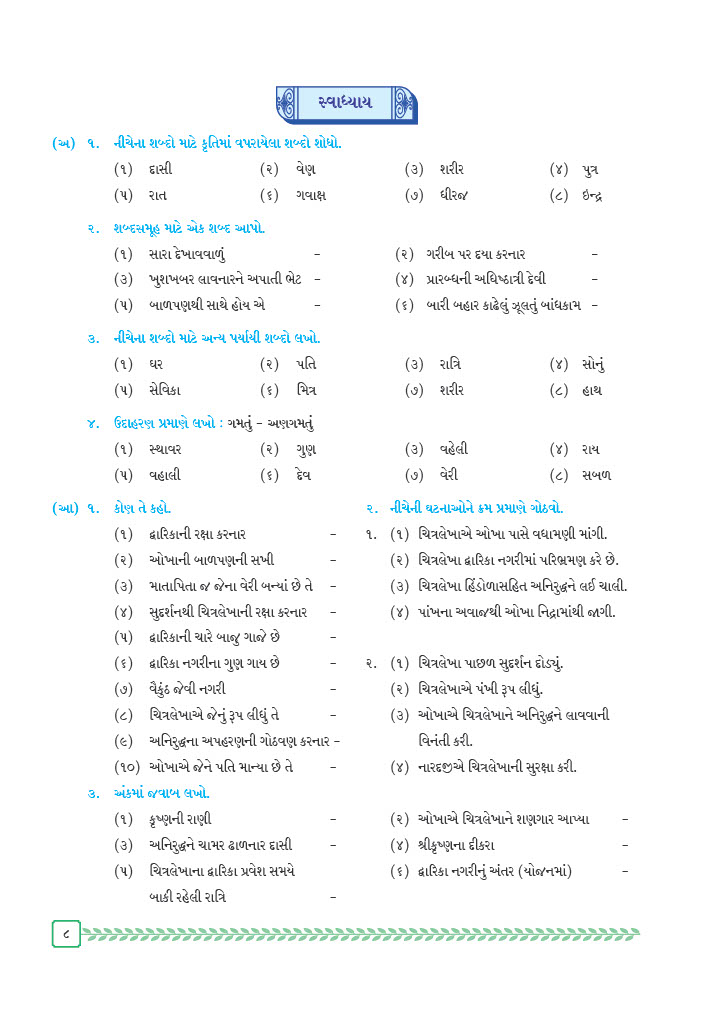 સ્વાધ્યાય
(અ) ૧. નીચેના શબ્દો માટે કૃતિમાં વપરાયેલા શબ્દો શોધો.
(૧) દાસી (૨) વેણ (૩) શરીર (૪) પુત્ર
(૫) રાત (૬) ગવાક્ષ (૭) ધીરજ (૮) ઇન્દ્ર
૨. શબ્દસમૂહ માટે એક શબ્દ આપો.
(૧) સારા દેખાવવાળું – (૨) ગરીબ પર દયા કરનાર –
(૩) ખુશખબર લાવનારને અપાતી ભેટ – (૪) પ્રારબ્ધની અધિષ્ઠાત્રી દેવી –
(૫) બાળપણથી સાથે હોય એ – (૬) બારી બહાર કાઢેલું ઝૂલતું બાંધકામ –
૩. નીચેના શબ્દો માટે અન્ય પર્યાયી શબ્દો લખો.
(૧) ઘર (૨) પતિ (૩) રાત્રિ (૪) સોનું
(૫) સેવિકા (૬) મિત્ર (૭) શરીર (૮) હાથ
૪. ઉદાહરણ પ્રમાણે લખો : ગમતું – અણગમતું
(૧) સ્થાવર (૨) ગુણ (૩) વહેલી (૪) રાય
(૫) વહાલી (૬) દેવ (૭) વેરી (૮) સબળ
(આ) ૧. કોણ તે કહો. ૨. નીચેની ઘટનાઓને ક્રમ પ્રમાણે ગોઠવો.
(૧) દ્વારિકાની રક્ષા કરનાર – ૧. (૧) ચિત્રલેખાએ ઓખા પાસે વધામણી માંગી.
(૨) ઓખાની બાળપણની સખી – (૨) ચિત્રલેખા દ્વારિકા નગરીમાં પરિભ્રમણ કરે છે.
(૩) માતાપિતા જ જેના વેરી બન્યાં છે તે – (૩) ચિત્રલેખા હિંડોળાસહિત અનિરુદ્ધને લઈ ચાલી.
(૪) સુદર્શનથી ચિત્રલેખાની રક્ષા કરનાર – (૪) પાંખના અવાજથી ઓખા નિદ્રામાંથી જાગી.
(૫) દ્વારિકાની ચારે બાજુ ગાજે છે –
(૬) દ્વારિકા નગરીના ગુણ ગાય છે – ૨. (૧) ચિત્રલેખા પાછળ સુદર્શન દોડ્યું.
(૭) વૈકુંઠ જેવી નગરી – (૨) ચિત્રલેખાએ પંખી રૂપ લીધું.
(૮) ચિત્રલેખાએ જેનું રૂપ લીધું તે – (૩) ઓખાએ ચિત્રલેખાને અનિરુદ્ધને લાવવાની
(૯) અનિરુદ્ધના અપહરણની ગોઠવણ કરનાર – વિનંતી કરી.
(૧૦) ઓખાએ જેને પતિ માન્યા છે તે – (૪) નારદજીએ ચિત્રલેખાની સુરક્ષા કરી.
૩. અંકમાં જવાબ લખો.
(૧) કૃષ્ણની રાણી – (૨) ઓખાએ ચિત્રલેખાને શણગાર આપ્યા –
(૩) અનિરુદ્ધને ચામર ઢાળનાર દાસી – (૪) શ્રીકૃષ્ણના દીકરા –
(૫) ચિત્રલેખાના દ્વારિકા પ્રવેશ સમયે (૬) દ્વારિકા નગરીનું અંતર (યોજનમાં) –
બાકી રહેલી રાત્રિ –
૮